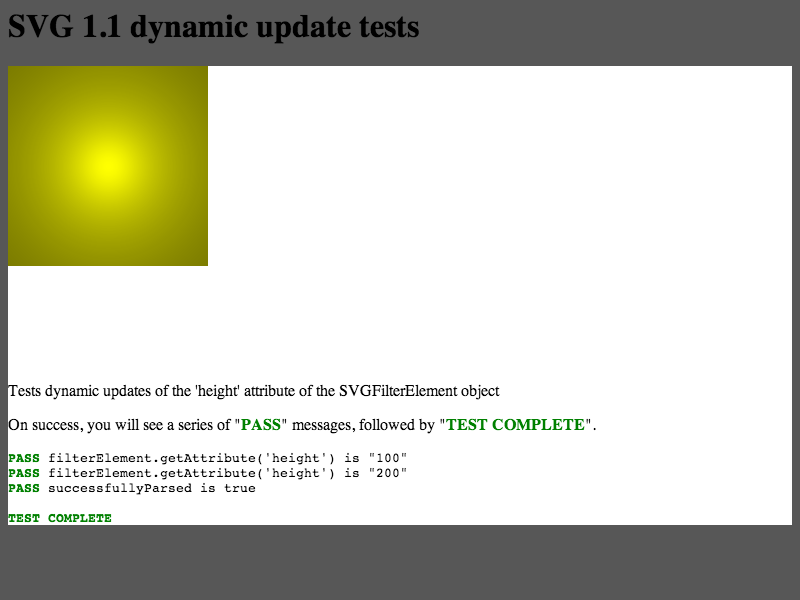 SVG 1.1 dynamic update tests
Tests dynamic updates of the 'height' attribute of the SVGFilterElement object
On success, you will see a series of "PASS" messages, followed by "TEST COMPLETE".
PASS filterElement.getAttribute('height') is "100"
PASS filterElement.getAttribute('height') is "200"
PASS successfullyParsed is true
TEST COMPLETE